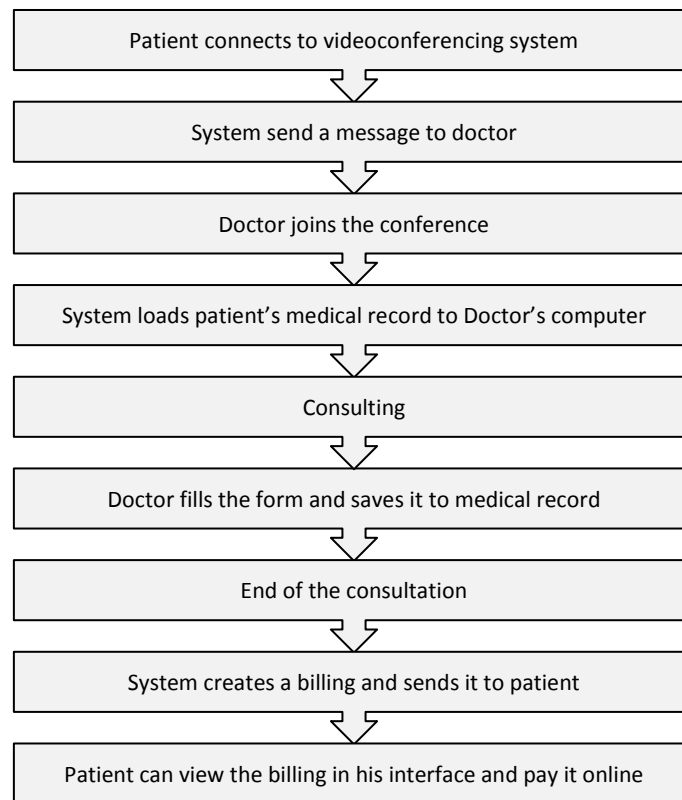 Patient connects to videoconferencing system
System send a message to doctor
Doctor joins the conference
System loads patient’s medical record to Doctor’s computer
Consulting
Doctor fills the form and saves it to medical record
End of the consultation
System creates a billing and sends it to patient
Patient can view the billing in his interface and pay it online